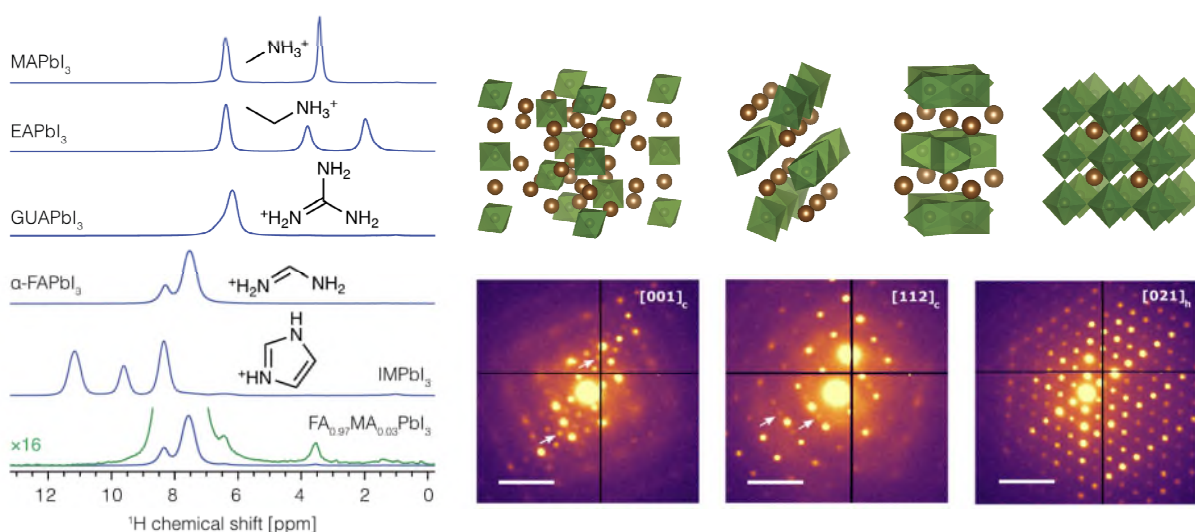 MAPbI₃
NH₃⁺
EAPbI₃
NH₃⁺
GUAPbI₃
NH₂
⁺H₂N
NH₂
α-FAPbI₃
⁺H₂N
NH₂
H
N
⁺HN
IMPbI₃
×16
FA₀.₉₇MA₀.₀₃PbI₃
12 10 8 6 4 2 0
¹H chemical shift [ppm]
[001]c
[112]c
[021]h